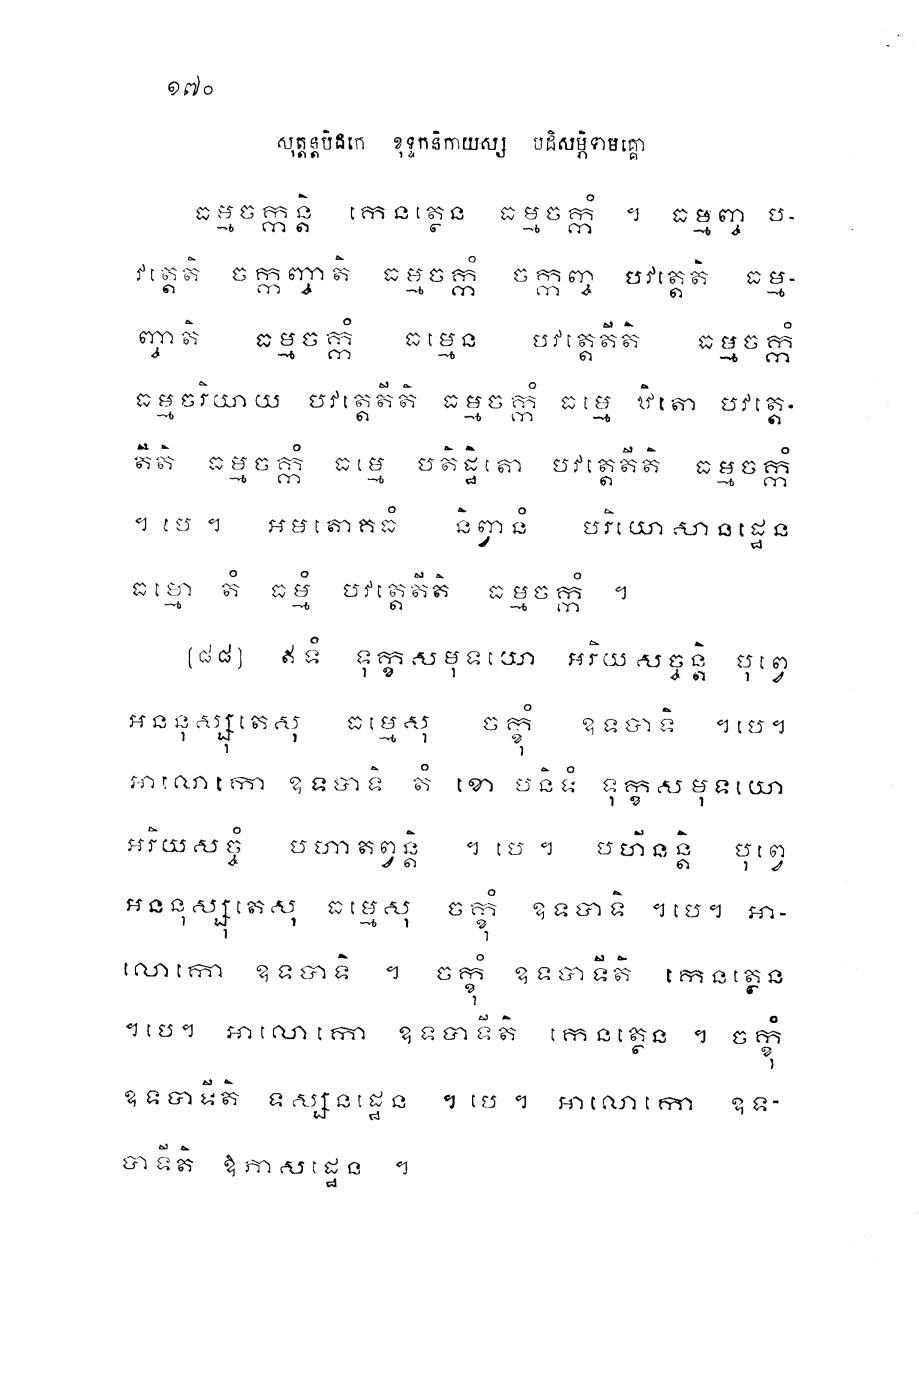 ១៧០
សុត្តន្តបិដកេ ខុទ្ទកនិកាយស្ស បដិសម្ភិទាមគ្គោ
ធម្មចក្កន្តិ កេនត្ថេន ធម្មចក្កំ ។ ធម្មញ្ច ប-
វត្តេតិ ចក្កញ្ចាតិ ធម្មចក្កំ ចក្កញ្ច បវត្តេតិ ធម្ម-
ញ្ចាតិ ធម្មចក្កំ ធម្មេន បវត្តេតីតិ ធម្មចក្កំ
ធម្មចរិយាយ បវត្តេតីតិ ធម្មចក្កំ ធម្មេ ឋិតោ បវត្តេ-
តីតិ ធម្មចក្កំ ធម្មេ បតិដ្ឋិតោ បវត្តេតីតិ ធម្មចក្កំ
។ បេ ។ អមតោគធំ និព្វានំ បរិយោសានដ្ឋេន
ធម្មោ តំ ធម្មំ បវត្តេតីតិ ធម្មចក្កំ ។
(៨៨) ឥទំ ទុក្ខសមុទយោ អរិយសច្ចន្តិ បុព្វេ
អននុស្សុតេសុ ធម្មេសុ ចក្ខុំ ឧទបាទិ ។បេ។
អាលោកោ ឧទបាទិ តំ ខោ បនិទំ ទុក្ខសមុទយោ
អរិយសច្ចំ បហាតព្វន្តិ ។ បេ ។ បហីនន្តិ បុព្វេ
អននុស្សុតេសុ ធម្មេសុ ចក្ខុំ ឧទបាទិ ។បេ។ អា-
លោកោ ឧទបាទិ ។ ចក្ខុំ ឧទបាទីតិ កេនត្ថេន
។បេ។ អាលោកោ ឧទបាទីតិ កេនត្ថេន ។ ចក្ខុំ
ឧទបាទីតិ ទស្សនដ្ឋេន ។ បេ ។ អាលោកោ ឧទ-
បាទីតិ ឱភាសដ្ឋេន ។